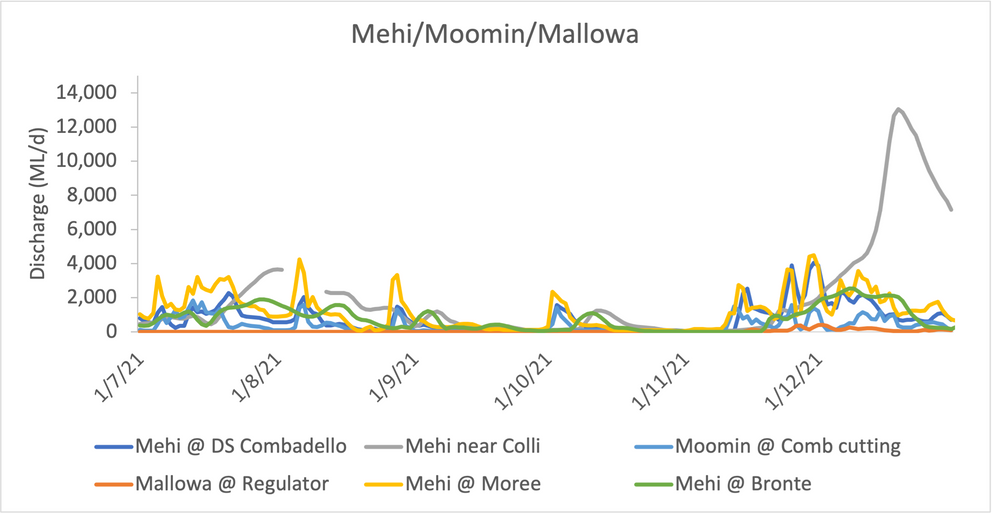 Mehi/Moomin/Mallowa
Discharge (ML/d)
14,000
12,000
10,000
8,000
6,000
4,000
2,000
0
1/7/21
1/8/21
1/9/21
1/10/21
1/11/21
1/12/21
Mehi @ DS Combadello
Mehi near Colli
Moomin @ Comb cutting
Mallowa @ Regulator
Mehi @ Moree
Mehi @ Bronte